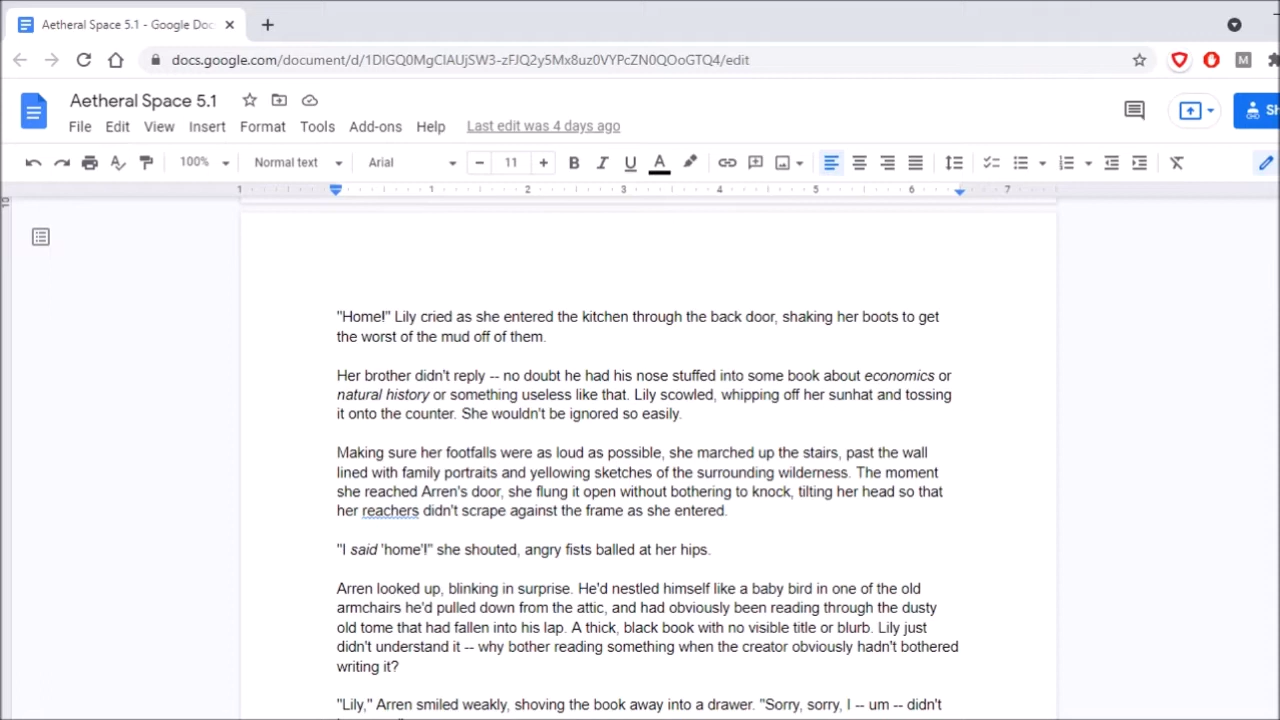 Aetheral Space 5.1 - Google Doc
docs.google.com/document/d/1DIGQ0MgClAUjSW3-zFJQ2y5Mx8uz0VYPcZN0QOoGTQ4/edit
M
Aetheral Space 5.1
Sh
File Edit View Insert Format Tools Add-ons Help Last edit was 4 days ago
100% Normal text Arial − 11 + B I U A
1 1 2 3 4 5 6 7
"Home!" Lily cried as she entered the kitchen through the back door, shaking her boots to get
the worst of the mud off of them.
Her brother didn't reply -- no doubt he had his nose stuffed into some book about economics or
natural history or something useless like that. Lily scowled, whipping off her sunhat and tossing
it onto the counter. She wouldn't be ignored so easily.
Making sure her footfalls were as loud as possible, she marched up the stairs, past the wall
lined with family portraits and yellowing sketches of the surrounding wilderness. The moment
she reached Arren's door, she flung it open without bothering to knock, tilting her head so that
her reachers didn't scrape against the frame as she entered.
"I said 'home'!" she shouted, angry fists balled at her hips.
Arren looked up, blinking in surprise. He'd nestled himself like a baby bird in one of the old
armchairs he'd pulled down from the attic, and had obviously been reading through the dusty
old tome that had fallen into his lap. A thick, black book with no visible title or blurb. Lily just
didn't understand it -- why bother reading something when the creator obviously hadn't bothered
writing it?
"Lily," Arren smiled weakly, shoving the book away into a drawer. "Sorry, sorry, I -- um -- didn't